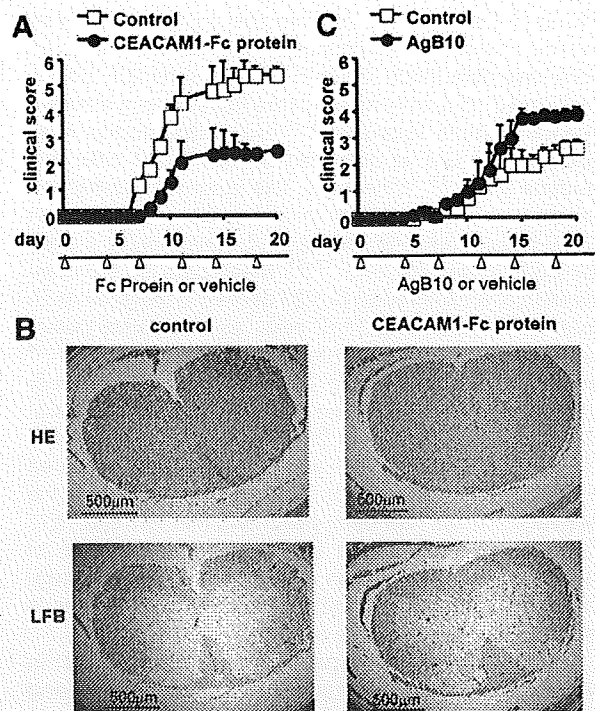 A
Control
CEACAM1-Fc protein
clinical score
6
5
4
3
2
1
0
day
0 5 10 15 20
Fc Proein or vehicle
C
Control
AgB10
clinical score
6
5
4
3
2
1
0
day
0 5 10 15 20
AgB10 or vehicle
B
control
CEACAM1-Fc protein
HE
500μm
500μm
LFB
500μm
500μm